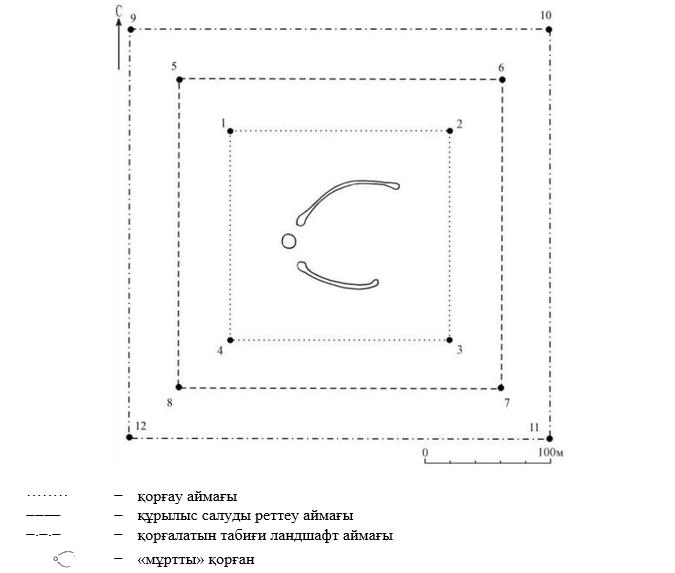 С
9
10
5
6
1
2
4
3
8
7
12
11
0
100м
– қорғау аймағы
– құрылыс салуды реттеу аймағы
– қорғалатын табиғи ландшафт аймағы
– «мұртты» қорған